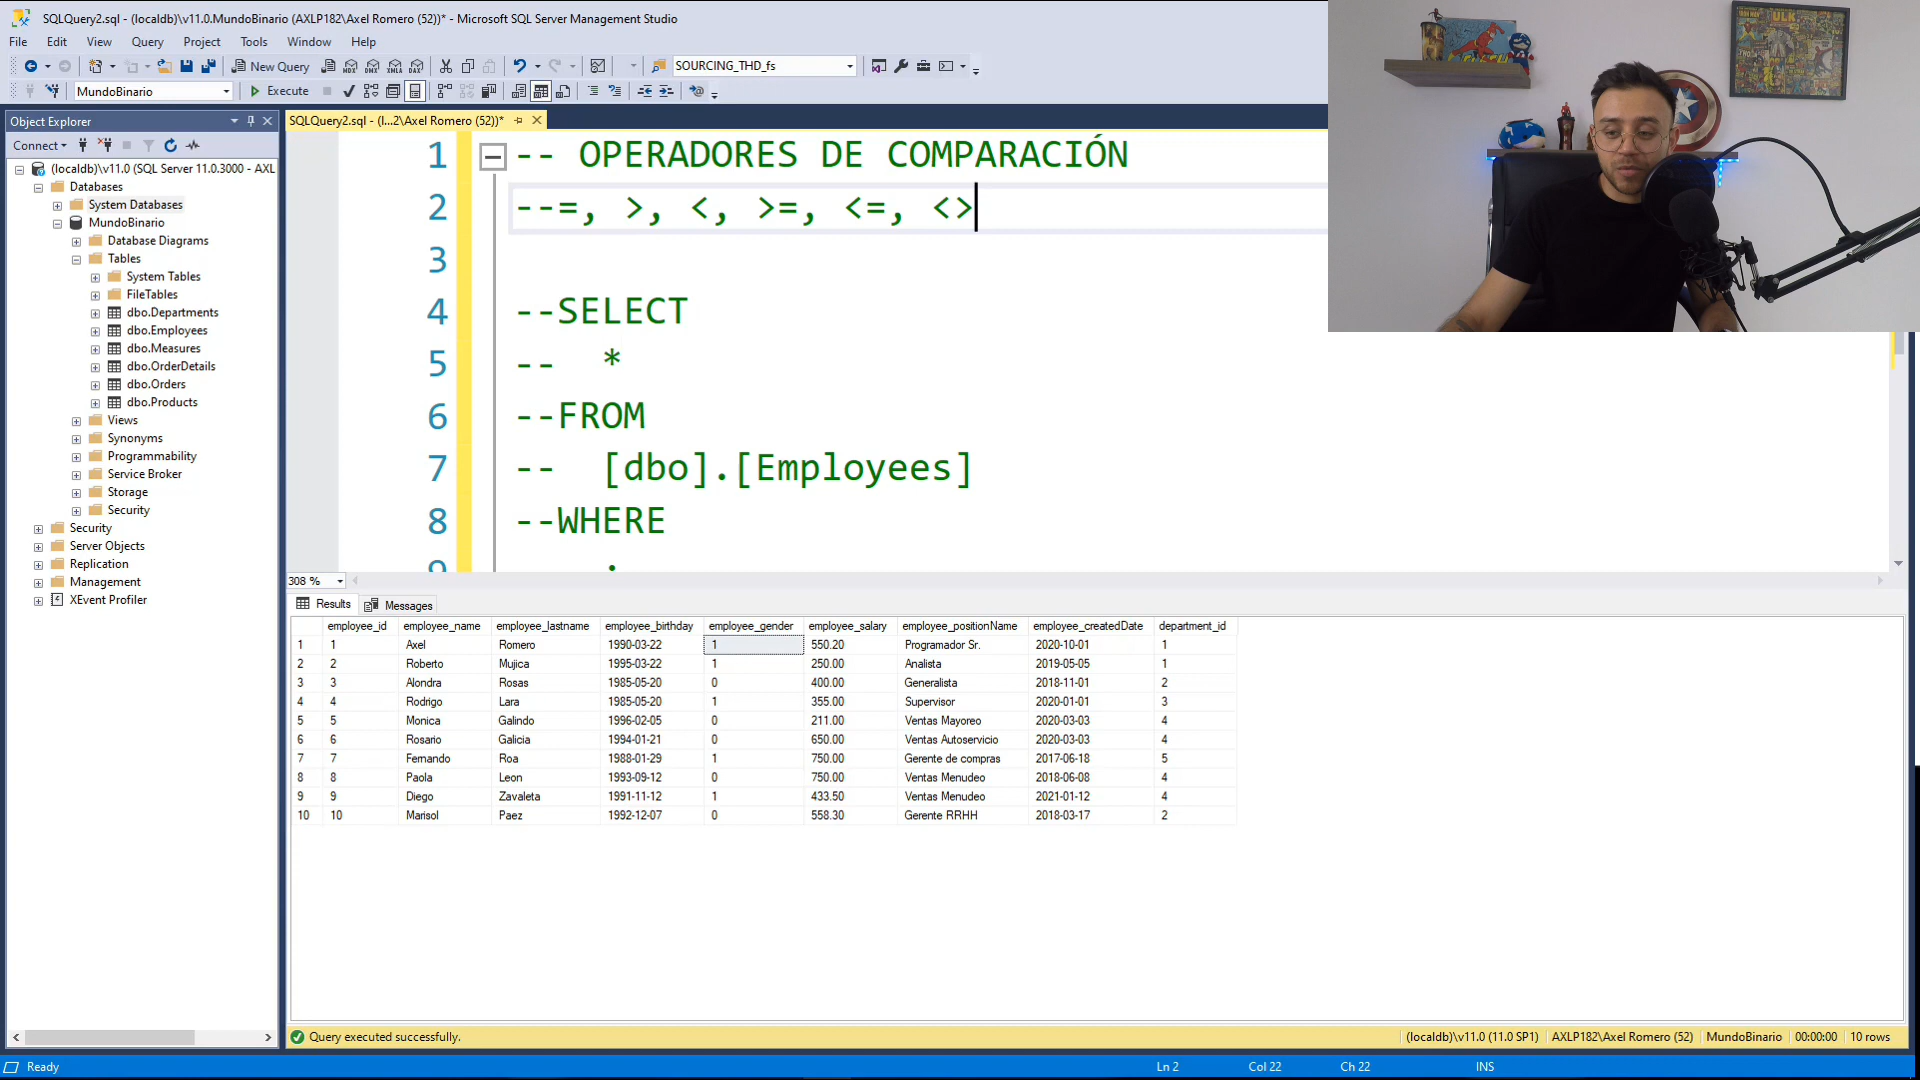 SQLQuery2.sql - (localdb)\v11.0.MundoBinario (AXLP182\Axel Romero (52))* - Microsoft SQL Server Management Studio
File Edit View Query Project Tools Window Help
New Query MDX DMX XMLA DAX SOURCING_THD_fs
MundoBinario Execute
Object Explorer
Connect
(localdb)\v11.0 (SQL Server 11.0.3000 - AXL
Databases
System Databases
MundoBinario
Database Diagrams
Tables
System Tables
FileTables
dbo.Departments
dbo.Employees
dbo.Measures
dbo.OrderDetails
dbo.Orders
dbo.Products
Views
Synonyms
Programmability
Service Broker
Storage
Security
Security
Server Objects
Replication
Management
XEvent Profiler
SQLQuery2.sql - (l...2\Axel Romero (52))*
1 -- OPERADORES DE COMPARACIÓN
2 --=, >, <, >=, <=, <>
3
4 --SELECT
5 -- *
6 --FROM
7 -- [dbo].[Employees]
8 --WHERE
9
308 %
Results Messages
employee_id employee_name employee_lastname employee_birthday employee_gender employee_salary employee_positionName employee_createdDate department_id
1 1 Axel Romero 1990-03-22 1 550.20 Programador Sr. 2020-10-01 1
2 2 Roberto Mujica 1995-03-22 1 250.00 Analista 2019-05-05 1
3 3 Alondra Rosas 1985-05-20 0 400.00 Generalista 2018-11-01 2
4 4 Rodrigo Lara 1985-05-20 1 355.00 Supervisor 2020-01-01 3
5 5 Monica Galindo 1996-02-05 0 211.00 Ventas Mayoreo 2020-03-03 4
6 6 Rosario Galicia 1994-01-21 0 650.00 Ventas Autoservicio 2020-03-03 4
7 7 Fernando Roa 1988-01-29 1 750.00 Gerente de compras 2017-06-18 5
8 8 Paola Leon 1993-09-12 0 750.00 Ventas Menudeo 2018-06-08 4
9 9 Diego Zavaleta 1991-11-12 1 433.50 Ventas Menudeo 2021-01-12 4
10 10 Marisol Paez 1992-12-07 0 558.30 Gerente RRHH 2018-03-17 2
Query executed successfully. (localdb)\v11.0 (11.0 SP1) AXLP182\Axel Romero (52) MundoBinario 00:00:00 10 rows
Ready Ln 2 Col 22 Ch 22 INS